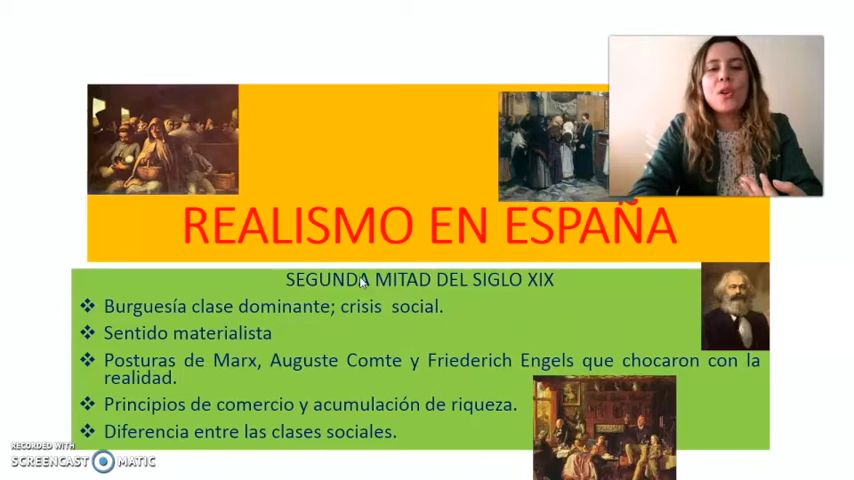 REALISMO EN ESPAÑA
SEGUNDA MITAD DEL SIGLO XIX
❖ Burguesía clase dominante; crisis social.
❖ Sentido materialista
❖ Posturas de Marx, Auguste Comte y Friederich Engels que chocaron con la
realidad.
❖ Principios de comercio y acumulación de riqueza.
❖ Diferencia entre las clases sociales.
RECORDED WITH
SCREENCAST MATIC